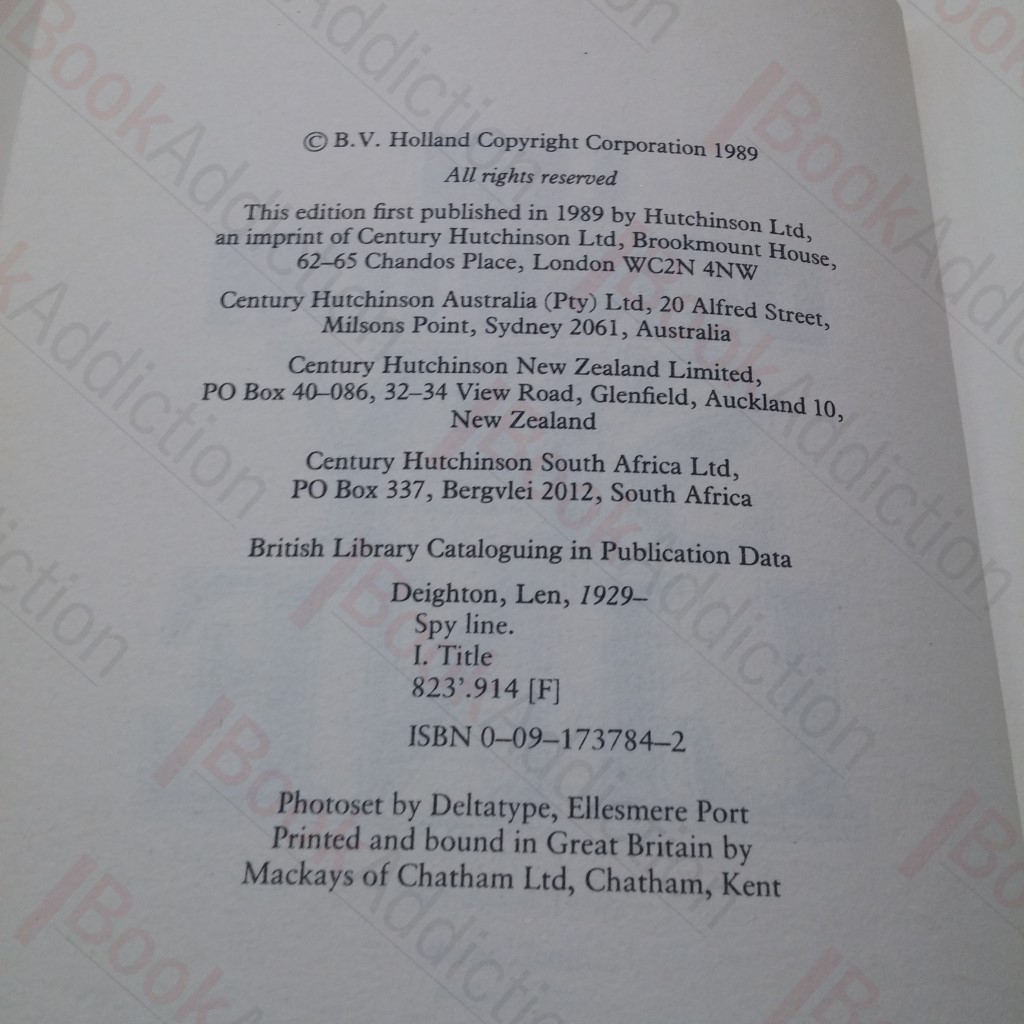 © B.V. Holland Copyright Corporation 1989
All rights reserved
This edition first published in 1989 by Hutchinson Ltd,
an imprint of Century Hutchinson Ltd, Brookmount House,
62–65 Chandos Place, London WC2N 4NW
Century Hutchinson Australia (Pty) Ltd, 20 Alfred Street,
Milsons Point, Sydney 2061, Australia
Century Hutchinson New Zealand Limited,
PO Box 40–086, 32–34 View Road, Glenfield, Auckland 10,
New Zealand
Century Hutchinson South Africa Ltd,
PO Box 337, Bergvlei 2012, South Africa
British Library Cataloguing in Publication Data
Deighton, Len, 1929–
Spy line.
I. Title
823'.914 [F]
ISBN 0–09–173784–2
Photoset by Deltatype, Ellesmere Port
Printed and bound in Great Britain by
Mackays of Chatham Ltd, Chatham, Kent
BookAddiction